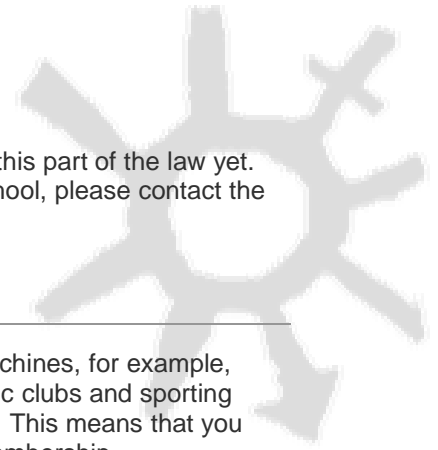 this part of the law yet.
hool, please contact the
chines, for example,
ic clubs and sporting
. This means that you